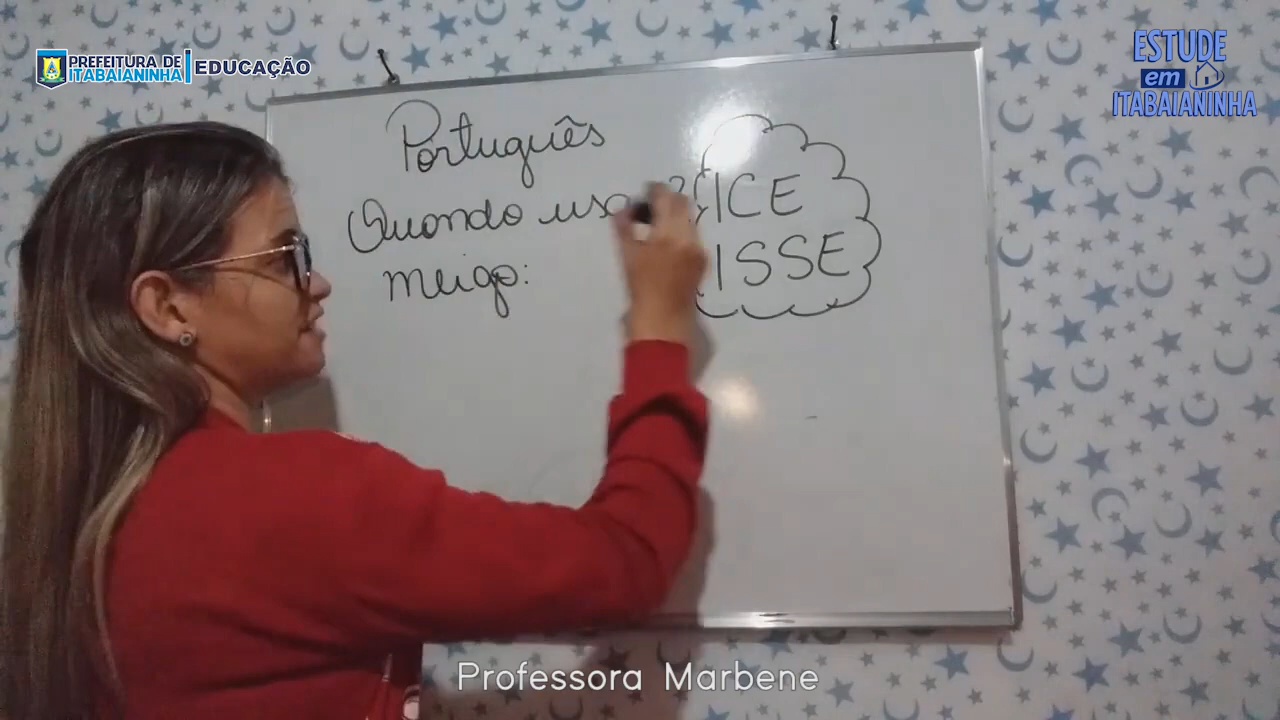 PREFEITURA DE
ITABAIANINHA
EDUCAÇÃO
ESTUDE
em
ITABAIANINHA
Português
Quando usa
ICE
ISSE
meigo:
Professora Marbene